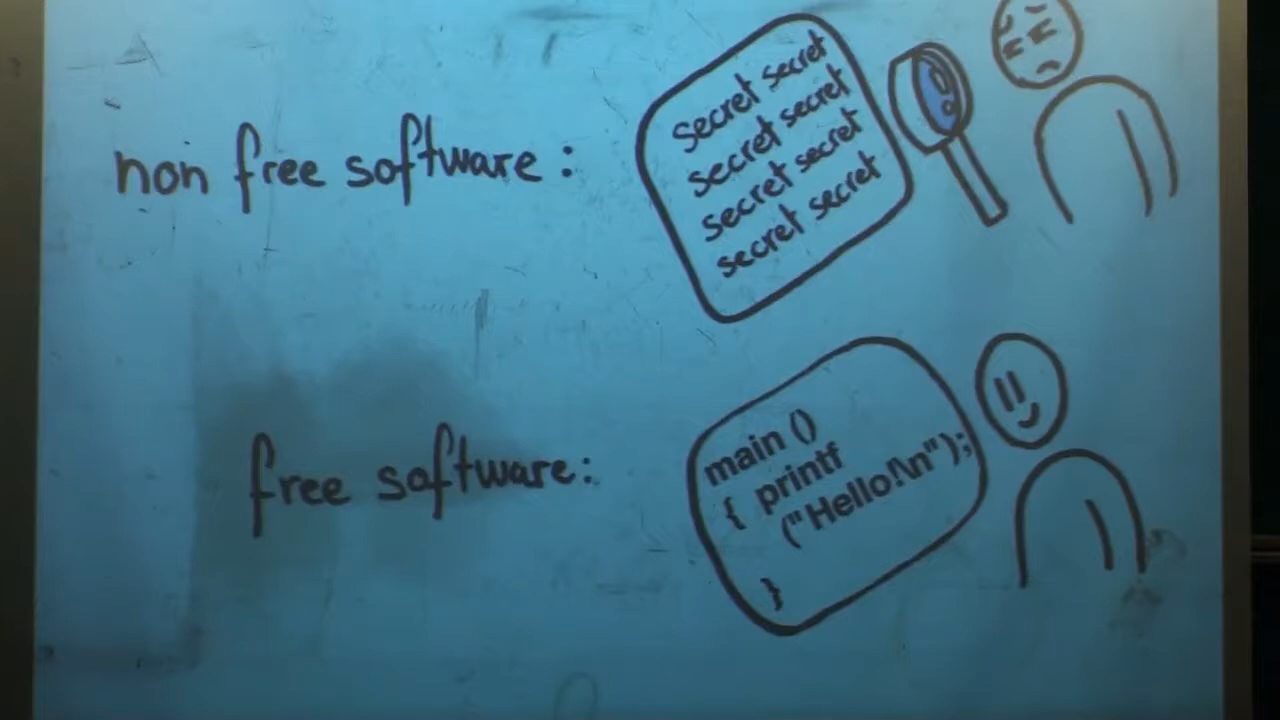 non free software:
secret secret
secret secret
secret secret
secret secret
free software:
main ()
{ printf
("Hello!\n");
}